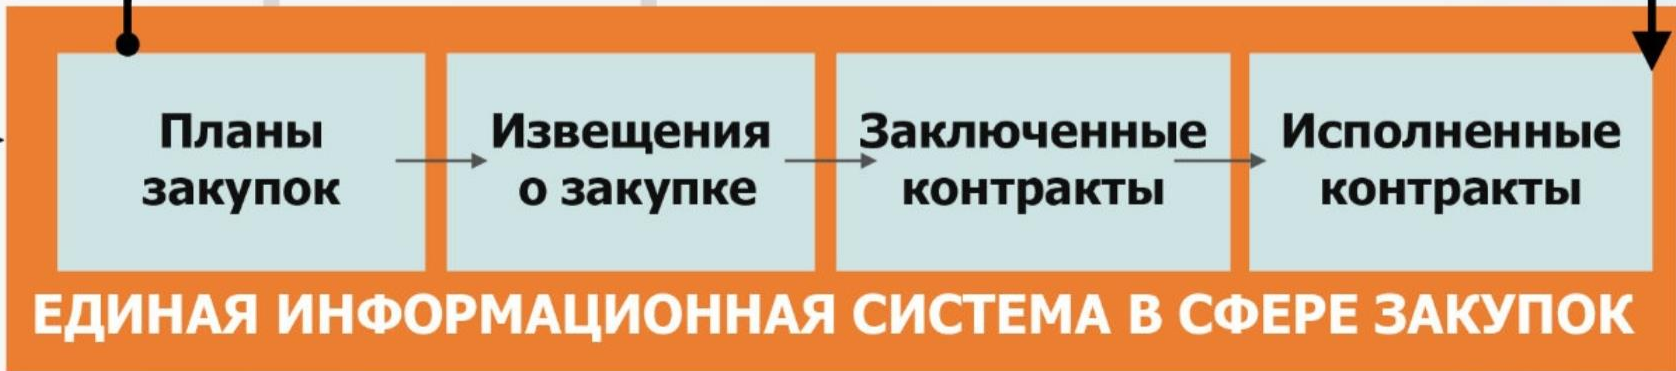 Планы
закупок
Извещения
о закупке
Заключенные
контракты
Исполненные
контракты
ЕДИНАЯ ИНФОРМАЦИОННАЯ СИСТЕМА В СФЕРЕ ЗАКУПОК